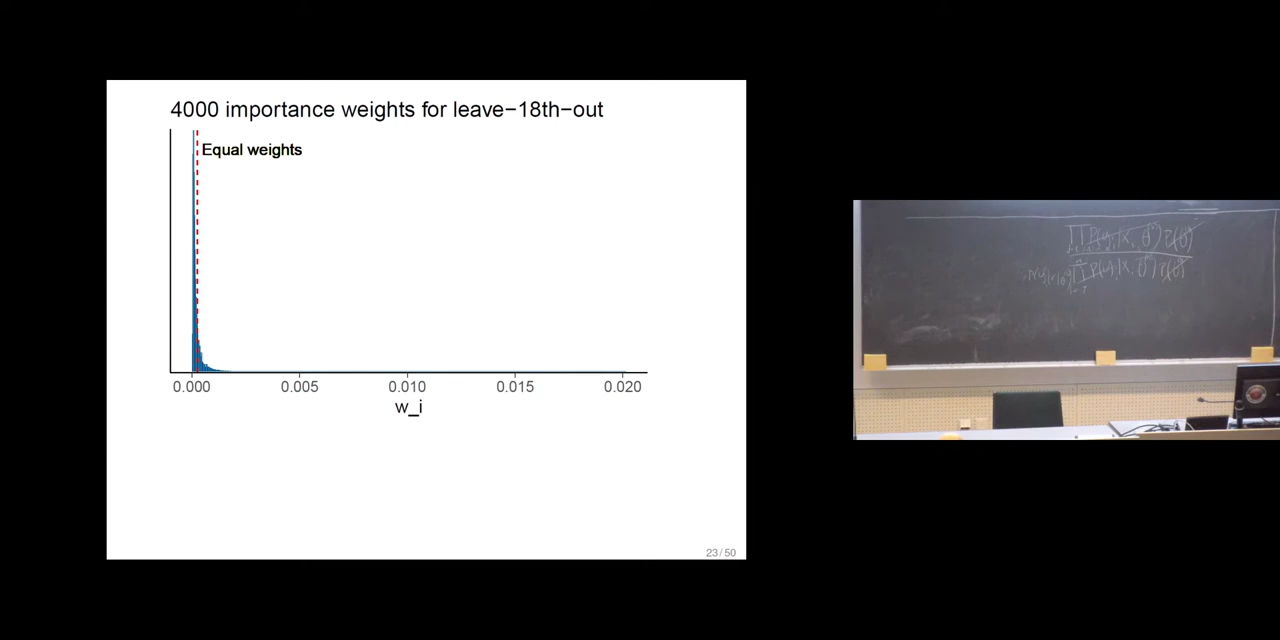 4000 importance weights for leave−18th−out
Equal weights
0.000 0.005 0.010 0.015 0.020
w_i
23 / 50